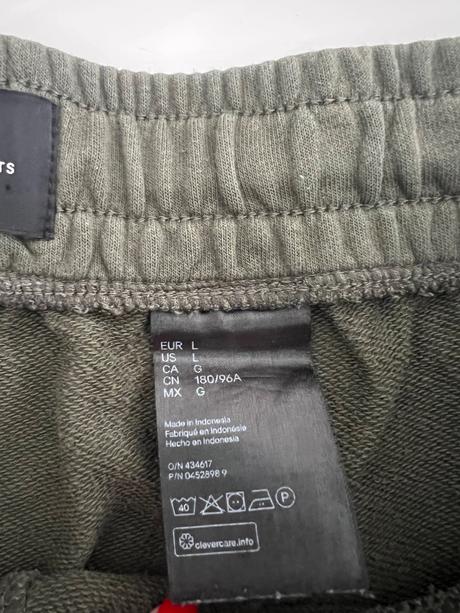 TS
EUR L
US L
CA G
CN 180/96A
MX G
Made in Indonesia
Fabriqué en Indonésie
Hecho en Indonesia
O/N 434617
P/N 0452898 9
40 P
clevercare.info